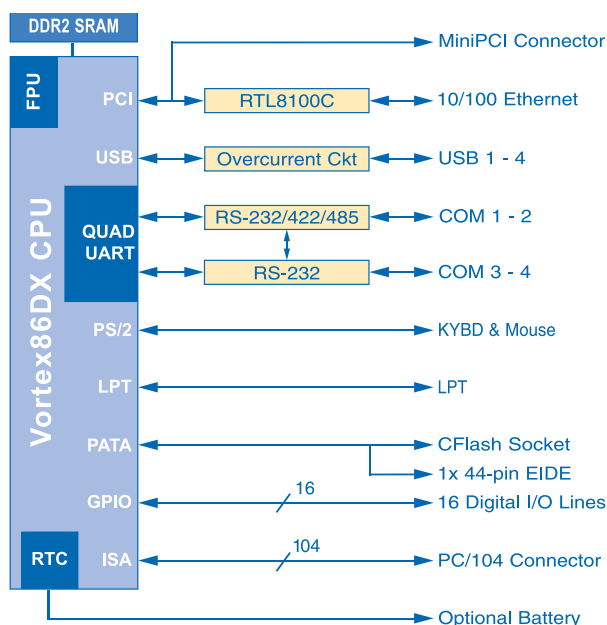 DDR2 SRAM
FPU
Vortex86DX CPU
MiniPCI Connector
PCI
RTL8100C
10/100 Ethernet
USB
Overcurrent Ckt
USB 1 - 4
QUAD
UART
RS-232/422/485
COM 1 - 2
RS-232
COM 3 - 4
PS/2
KYBD & Mouse
LPT
LPT
PATA
CFlash Socket
1x 44-pin EIDE
GPIO
16
16 Digital I/O Lines
RTC
ISA
104
PC/104 Connector
Optional Battery